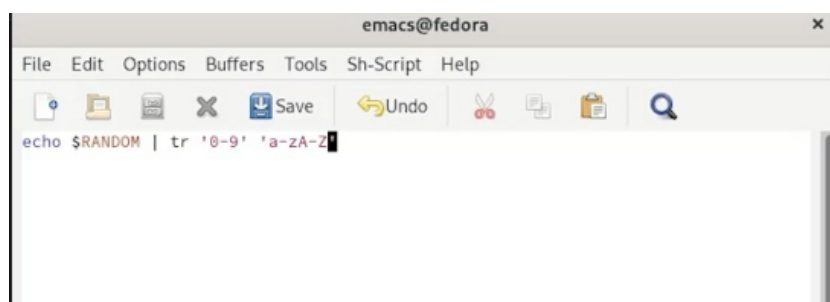 emacs@fedora ×
File Edit Options Buffers Tools Sh-Script Help
Save Undo
echo $RANDOM | tr '0-9' 'a-zA-Z'